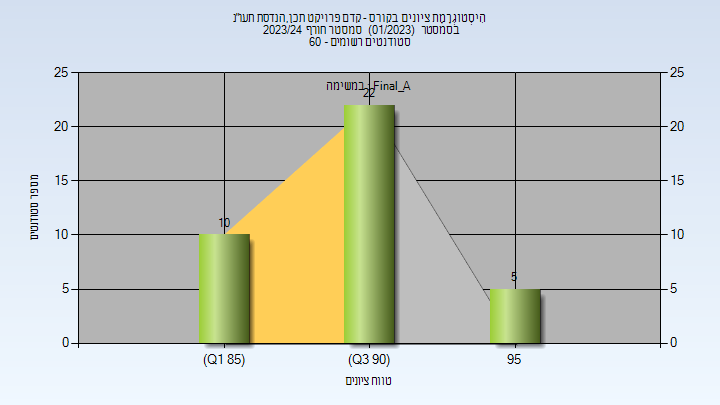 היסטוגרמת ציונים בקורס - קדם פרויקט תכן,הנדסת תעו"נ
בסמסטר (01/2023) סמסטר חורף 2023/24
סטודנטים רשומים - 60
במשימה : Final_A
25 25
22
20 20
15 15
10
10 10
5
5 5
0 0
מספר סטודנטים
(Q1 85) (Q3 90) 95
טווח ציונים